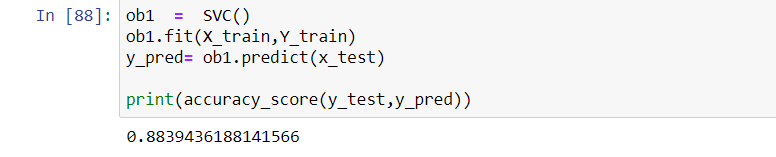 In [88]: ob1  =  SVC()
ob1.fit(X_train,Y_train)
y_pred= ob1.predict(x_test)
print(accuracy_score(y_test,y_pred))
0.8839436188141566